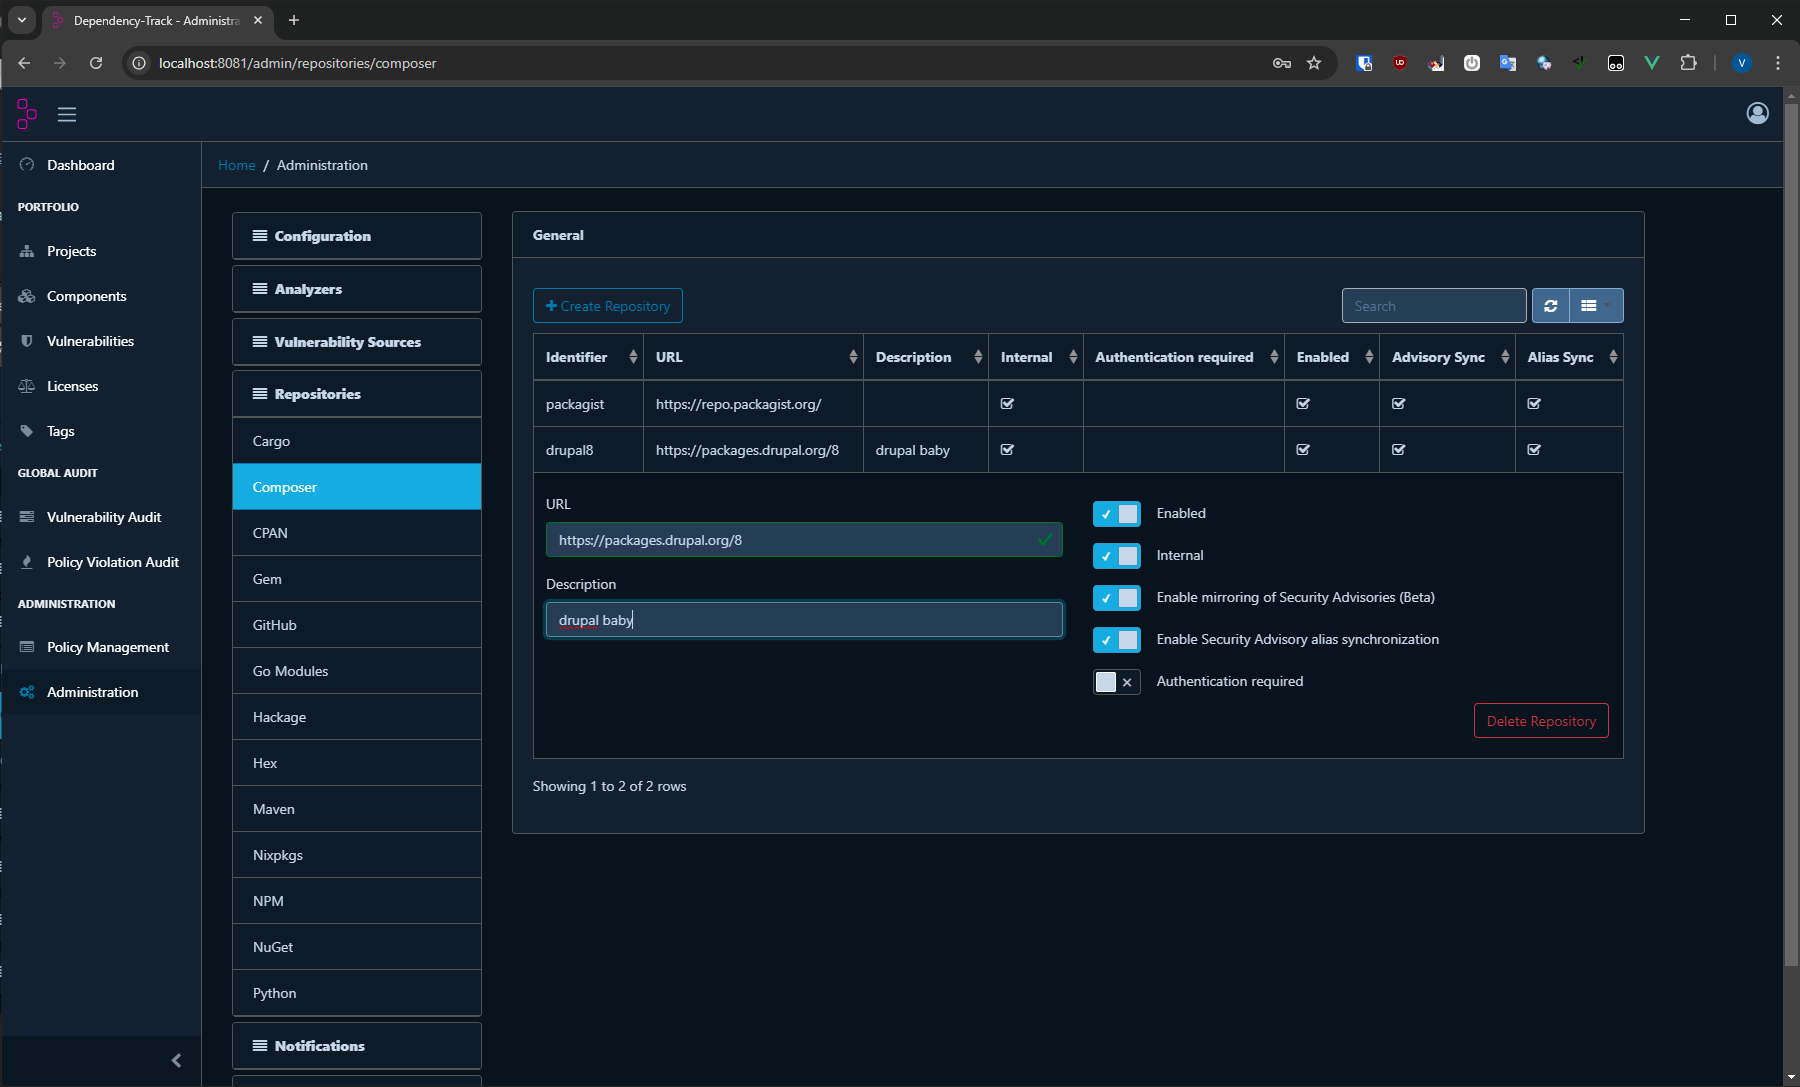 Dependency-Track - Administra
localhost:8081/admin/repositories/composer
V
Dashboard
PORTFOLIO
Projects
Components
Vulnerabilities
Licenses
Tags
GLOBAL AUDIT
Vulnerability Audit
Policy Violation Audit
ADMINISTRATION
Policy Management
Administration
Home / Administration
Configuration
Analyzers
Vulnerability Sources
Repositories
Cargo
Composer
CPAN
Gem
GitHub
Go Modules
Hackage
Hex
Maven
Nixpkgs
NPM
NuGet
Python
Notifications
General
Create Repository
Search
Identifier URL Description Internal Authentication required Enabled Advisory Sync Alias Sync
packagist https://repo.packagist.org/
drupal8 https://packages.drupal.org/8 drupal baby
URL
https://packages.drupal.org/8
Description
drupal baby
Enabled
Internal
Enable mirroring of Security Advisories (Beta)
Enable Security Advisory alias synchronization
Authentication required
Delete Repository
Showing 1 to 2 of 2 rows